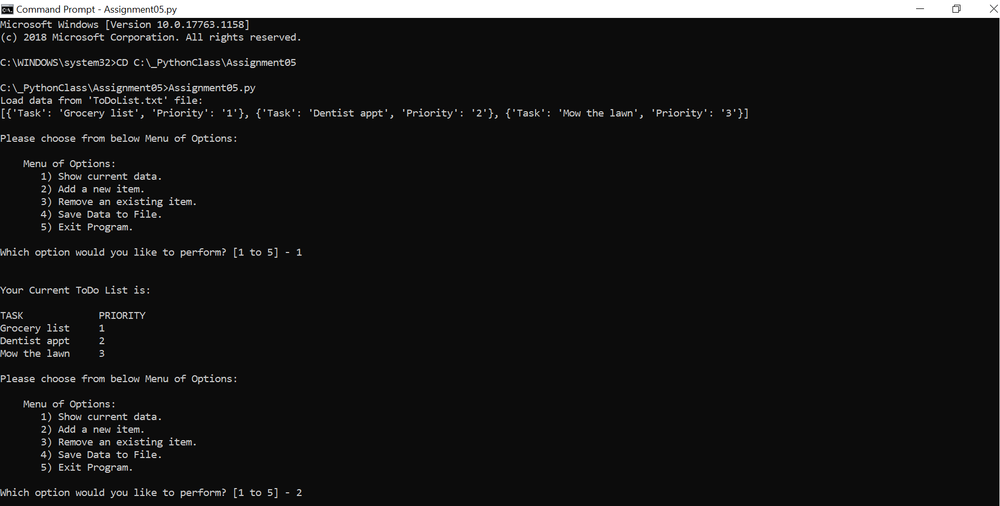 Command Prompt - Assignment05.py
Microsoft Windows [Version 10.0.17763.1158]
(c) 2018 Microsoft Corporation. All rights reserved.
C:\WINDOWS\system32>CD C:\_PythonClass\Assignment05
C:\_PythonClass\Assignment05>Assignment05.py
Load data from 'ToDoList.txt' file:
[{'Task': 'Grocery list', 'Priority': '1'}, {'Task': 'Dentist appt', 'Priority': '2'}, {'Task': 'Mow the lawn', 'Priority': '3'}]
Please choose from below Menu of Options:
Menu of Options:
1) Show current data.
2) Add a new item.
3) Remove an existing item.
4) Save Data to File.
5) Exit Program.
Which option would you like to perform? [1 to 5] - 1
Your Current ToDo List is:
TASK PRIORITY
Grocery list 1
Dentist appt 2
Mow the lawn 3
Please choose from below Menu of Options:
Menu of Options:
1) Show current data.
2) Add a new item.
3) Remove an existing item.
4) Save Data to File.
5) Exit Program.
Which option would you like to perform? [1 to 5] - 2